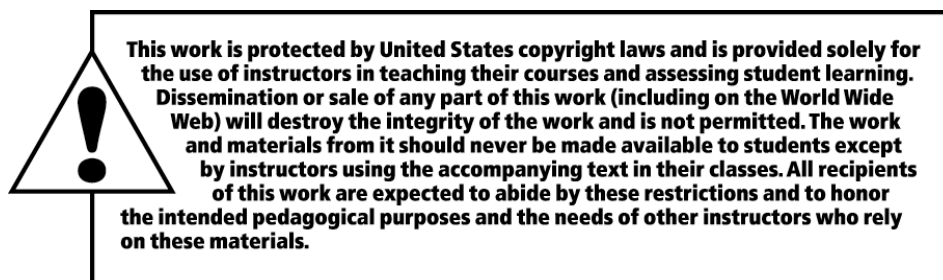 This work is protected by United States copyright laws and is provided solely for
the use of instructors in teaching their courses and assessing student learning.
Dissemination or sale of any part of this work (including on the World Wide
Web) will destroy the integrity of the work and is not permitted. The work
and materials from it should never be made available to students except
by instructors using the accompanying text in their classes. All recipients
of this work are expected to abide by these restrictions and to honor
the intended pedagogical purposes and the needs of other instructors who rely
on these materials.